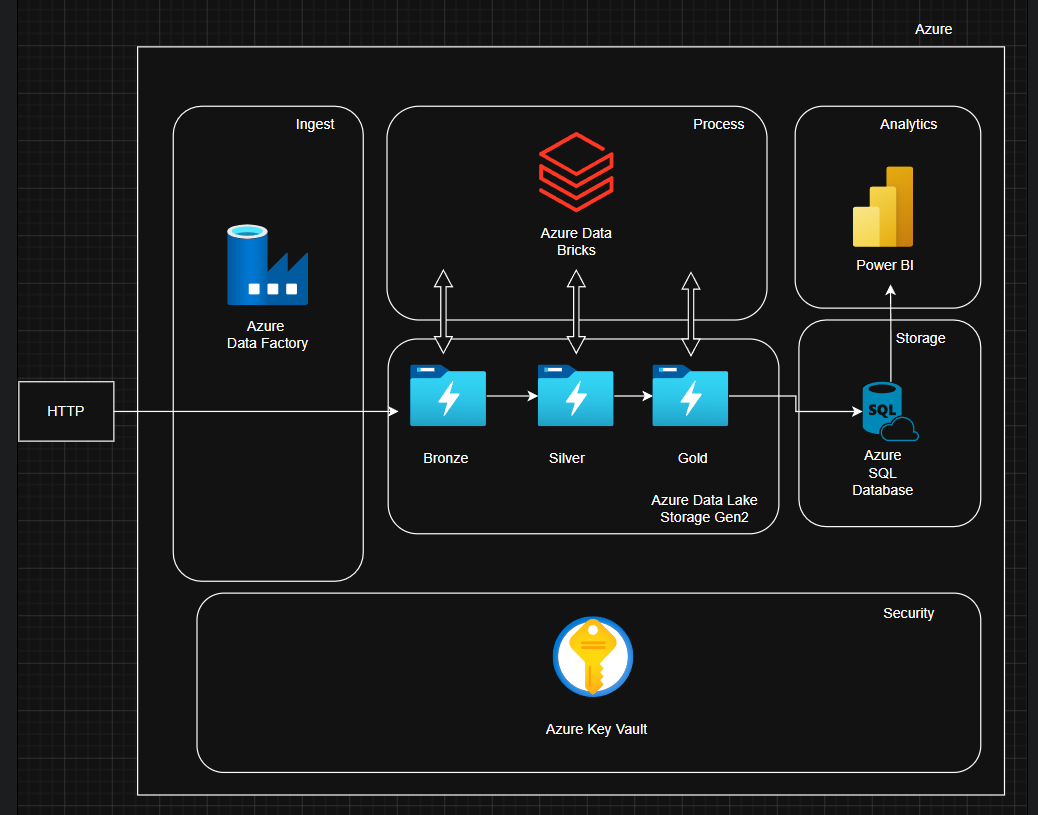 Azure
Ingest
Process
Analytics
Azure Data
Bricks
Power BI
Azure
Data Factory
Storage
HTTP
SQL
Bronze
Silver
Gold
Azure
SQL
Database
Azure Data Lake
Storage Gen2
Security
Azure Key Vault